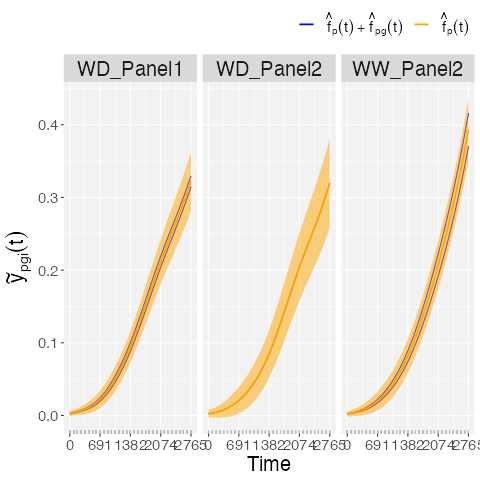 f̂p(t) + f̂pg(t) f̂p(t)
WD_Panel1 WD_Panel2 WW_Panel2
0.4
0.3
0.2
0.1
0.0
ỹpgi(t)
0 691 1382 2074 2765 0 691 1382 2074 2765 0 691 1382 2074 2765
Time